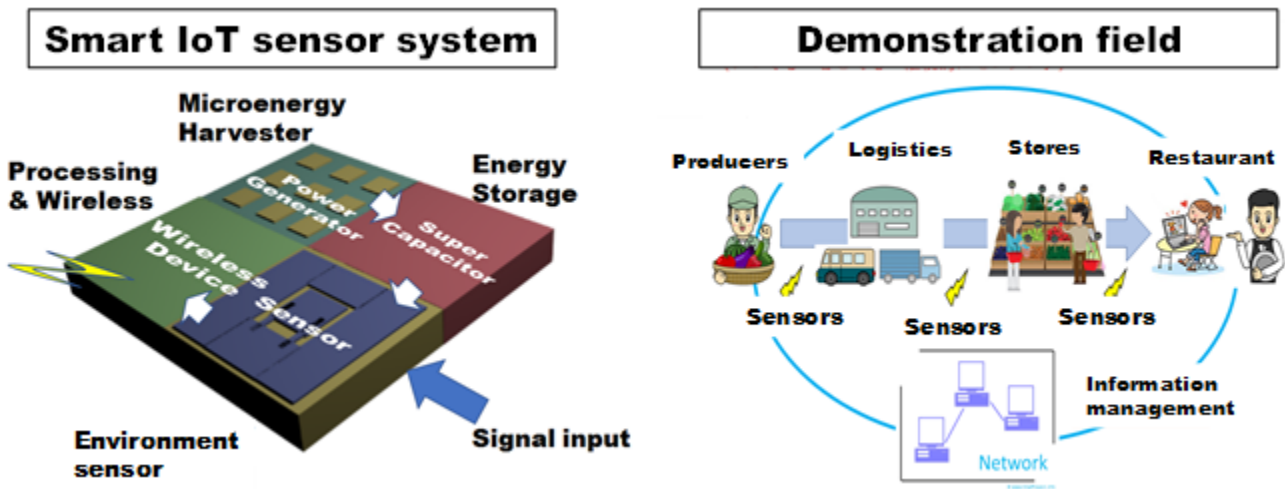 Smart IoT sensor system
Microenergy
Harvester
Processing
& Wireless
Energy
Storage
Power
Generator
Super
Capacitor
Wireless
Device
Sensor
Environment
sensor
Signal input
Demonstration field
Producers
Logistics
Stores
Restaurant
Sensors
Sensors
Sensors
Information
management
Network